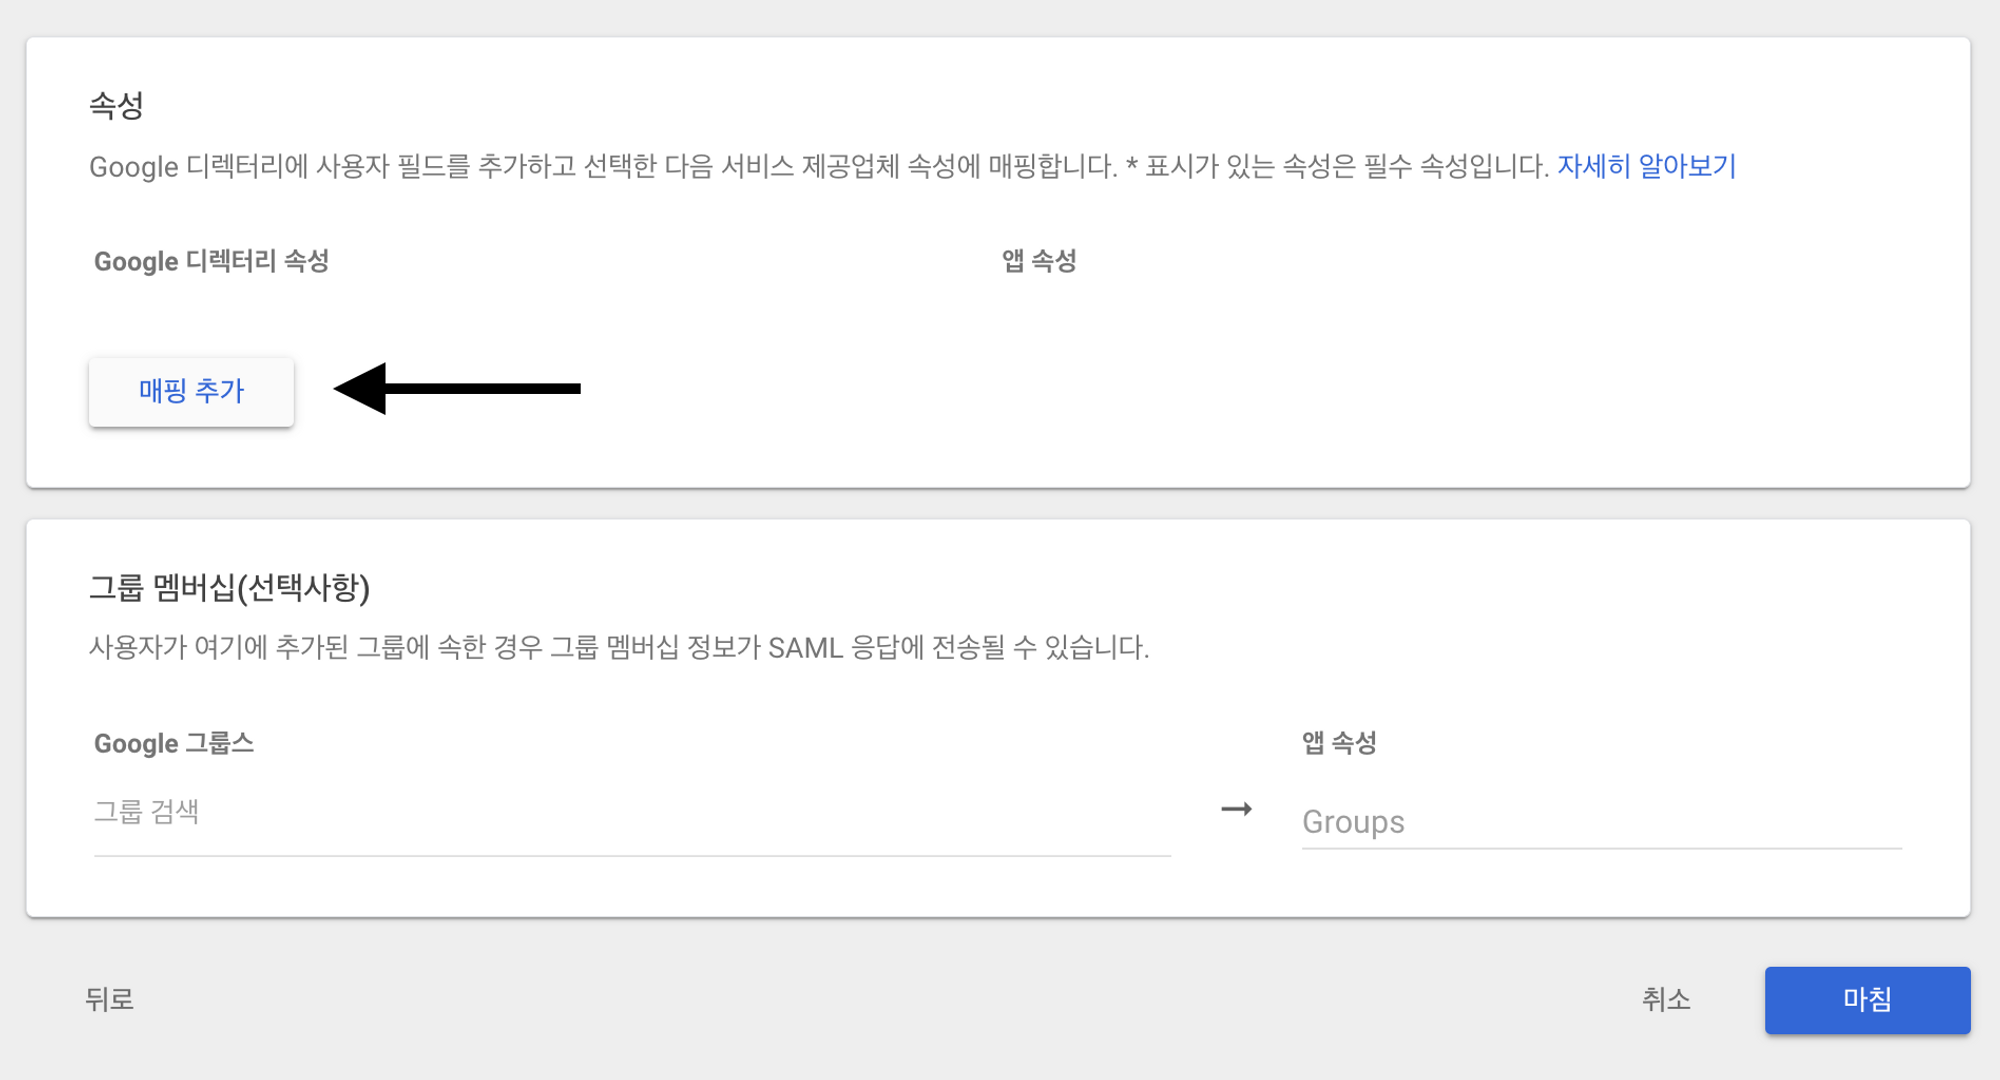 속성
Google 디렉터리에 사용자 필드를 추가하고 선택한 다음 서비스 제공업체 속성에 매핑합니다. * 표시가 있는 속성은 필수 속성입니다. 자세히 알아보기
Google 디렉터리 속성 앱 속성
매핑 추가
그룹 멤버십(선택사항)
사용자가 여기에 추가된 그룹에 속한 경우 그룹 멤버십 정보가 SAML 응답에 전송될 수 있습니다.
Google 그룹스 앱 속성
그룹 검색 Groups
뒤로 취소 마침